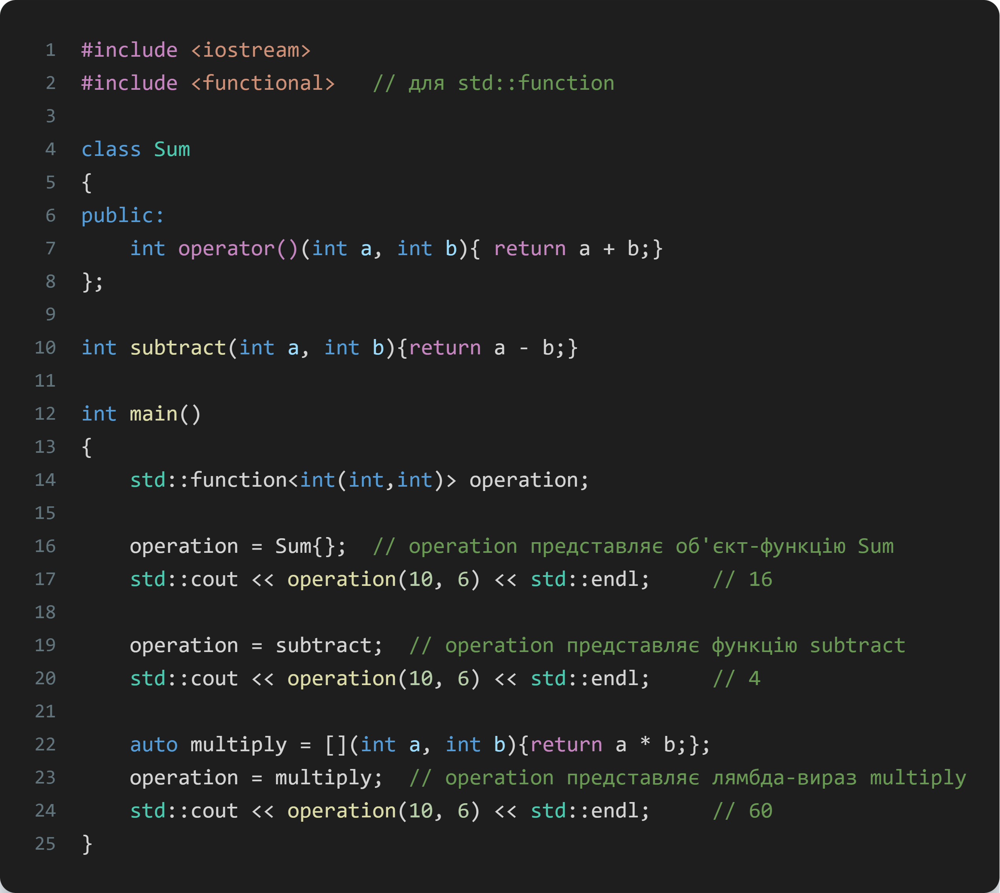 1 #include <iostream>
2 #include <functional>   // для std::function
3
4 class Sum
5 {
6 public:
7     int operator()(int a, int b){ return a + b;}
8 };
9
10 int subtract(int a, int b){return a - b;}
11
12 int main()
13 {
14     std::function<int(int,int)> operation;
15
16     operation = Sum{};  // operation представляє об'єкт-функцію Sum
17     std::cout << operation(10, 6) << std::endl;     // 16
18
19     operation = subtract;  // operation представляє функцію subtract
20     std::cout << operation(10, 6) << std::endl;     // 4
21
22     auto multiply = [](int a, int b){return a * b;};
23     operation = multiply;  // operation представляє лямбда-вираз multiply
24     std::cout << operation(10, 6) << std::endl;     // 60
25 }